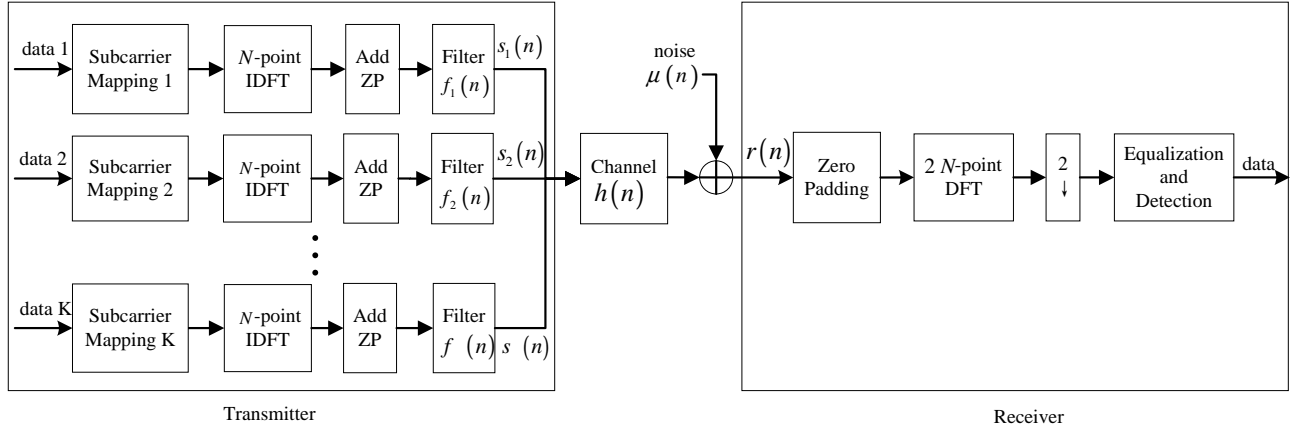 data 1
Subcarrier
Mapping 1
N-point
IDFT
Add
ZP
Filter
f₁(n)
s₁(n)
data 2
Subcarrier
Mapping 2
N-point
IDFT
Add
ZP
Filter
f₂(n)
s₂(n)
data K
Subcarrier
Mapping K
N-point
IDFT
Add
ZP
Filter
f (n)
s (n)
Transmitter
Channel
h(n)
noise
μ(n)
r(n)
Zero
Padding
2 N-point
DFT
2
↓
Equalization
and
Detection
data
Receiver